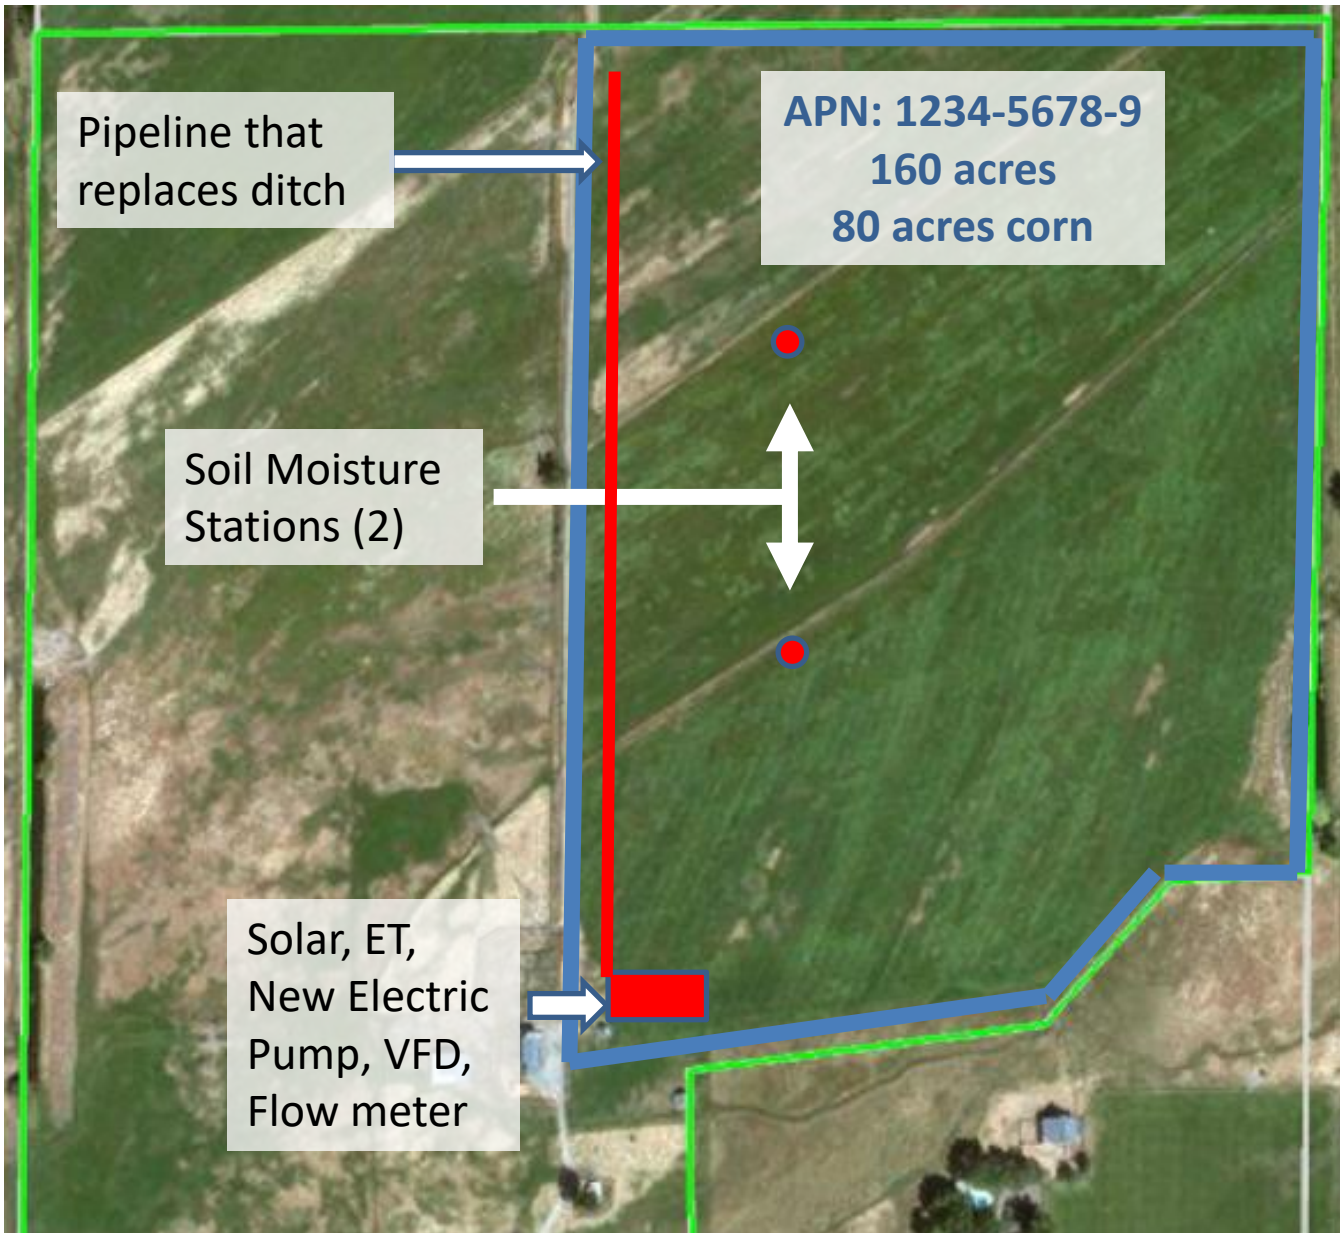 Pipeline that
replaces ditch
APN: 1234-5678-9
160 acres
80 acres corn
Soil Moisture
Stations (2)
Solar, ET,
New Electric
Pump, VFD,
Flow meter